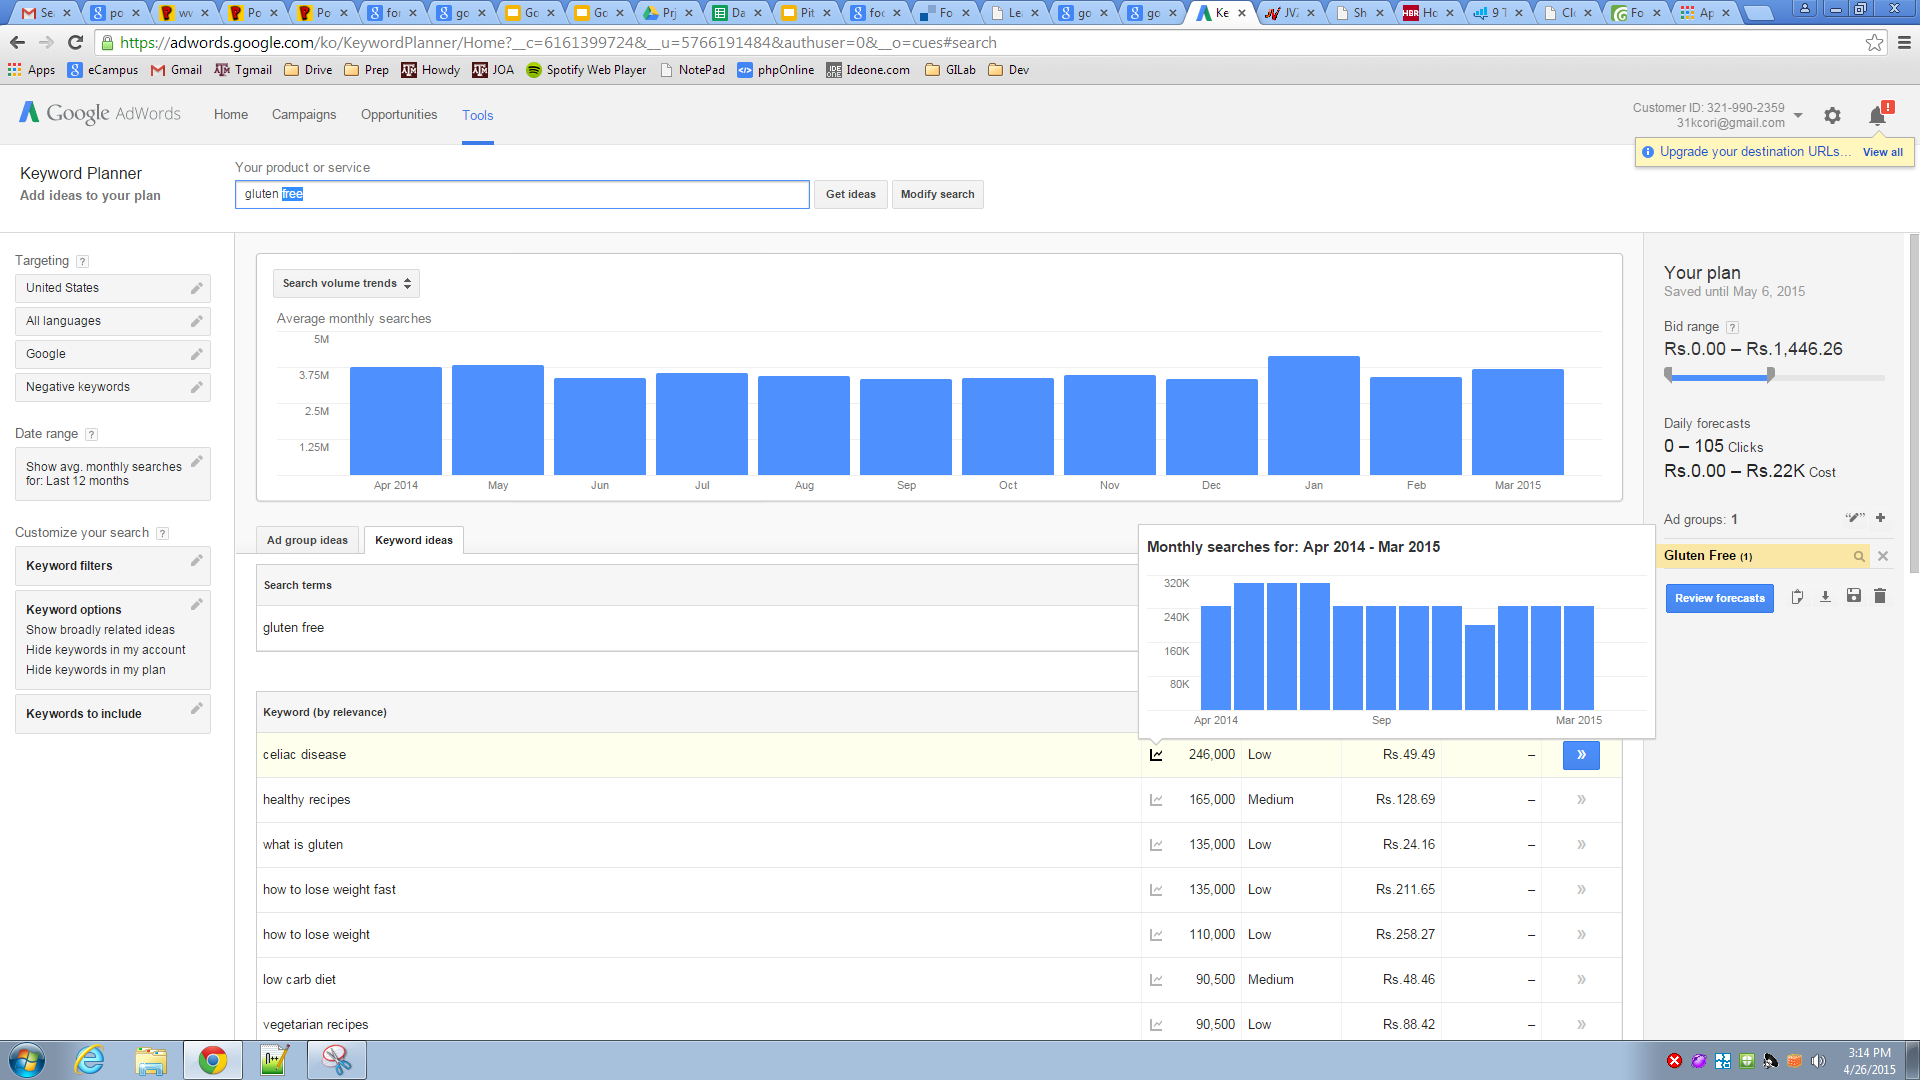 Se
po
wv
Po
Po
for
go
Go
Go
Prj
Da
Pit
foo
Fo
Le
go
go
Ke
JVZ
Sh
HBR Ho
9 T
Cl
Fo
Ap
https://adwords.google.com/ko/KeywordPlanner/Home?__c=6161399724&__u=5766191484&authuser=0&__o=cues#search
Apps eCampus Gmail Tgmail Drive Prep Howdy JOA Spotify Web Player NotePad phpOnline Ideone.com GILab Dev
Google AdWords
Home Campaigns Opportunities Tools
Customer ID: 321-990-2359
31kcori@gmail.com
!
Upgrade your destination URLs... View all
Keyword Planner
Add ideas to your plan
Your product or service
gluten free
Get ideas Modify search
Targeting ?
United States
All languages
Google
Negative keywords
Date range ?
Show avg. monthly searches
for: Last 12 months
Customize your search ?
Keyword filters
Keyword options
Show broadly related ideas
Hide keywords in my account
Hide keywords in my plan
Keywords to include
Search volume trends
Average monthly searches
5M
3.75M
2.5M
1.25M
Apr 2014 May Jun Jul Aug Sep Oct Nov Dec Jan Feb Mar 2015
Ad group ideas Keyword ideas
Search terms
gluten free
Monthly searches for: Apr 2014 - Mar 2015
320K
240K
160K
80K
Apr 2014 Sep Mar 2015
Keyword (by relevance)
celiac disease 246,000 Low Rs.49.49 – »
healthy recipes 165,000 Medium Rs.128.69 – »
what is gluten 135,000 Low Rs.24.16 – »
how to lose weight fast 135,000 Low Rs.211.65 – »
how to lose weight 110,000 Low Rs.258.27 – »
low carb diet 90,500 Medium Rs.48.46 – »
vegetarian recipes 90,500 Low Rs.88.42 – »
Your plan
Saved until May 6, 2015
Bid range ?
Rs.0.00 – Rs.1,446.26
Daily forecasts
0 – 105 Clicks
Rs.0.00 – Rs.22K Cost
Ad groups: 1
Gluten Free (1)
Review forecasts
3:14 PM
4/26/2015